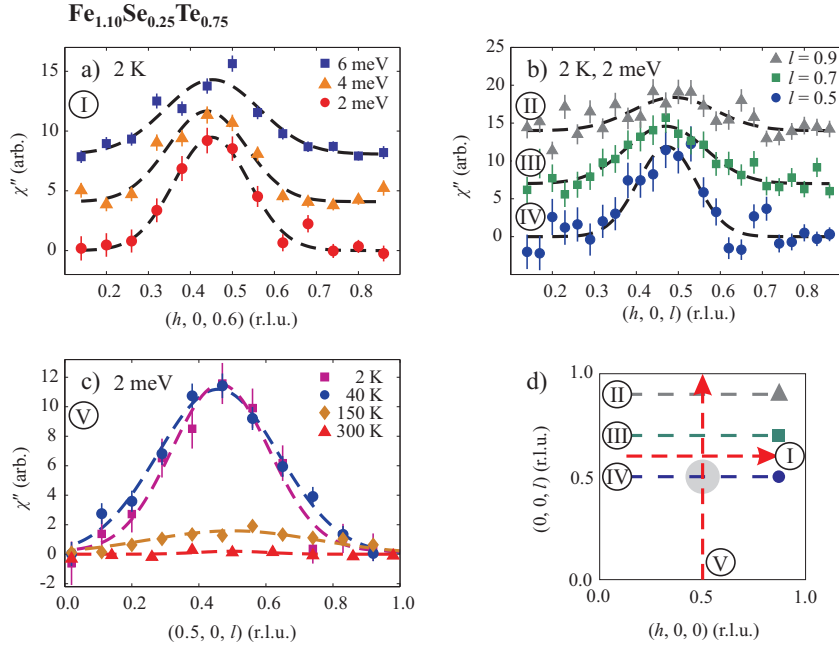 Fe1.10Se0.25Te0.75
a) 2 K
6 meV
4 meV
2 meV
I
χ″ (arb.)
15
10
5
0
0.2 0.3 0.4 0.5 0.6 0.7 0.8
(h, 0, 0.6) (r.l.u.)
b) 2 K, 2 meV
l = 0.9
l = 0.7
l = 0.5
II
III
IV
χ″ (arb.)
25
20
15
10
5
0
-5
0.2 0.3 0.4 0.5 0.6 0.7 0.8
(h, 0, l) (r.l.u.)
c) 2 meV
2 K
40 K
150 K
300 K
V
χ″ (arb.)
12
10
8
6
4
2
0
-2
0.0 0.2 0.4 0.6 0.8 1.0
(0.5, 0, l) (r.l.u.)
d)
1.0
II
III
I
IV
V
0.5
0.0
(0, 0, l) (r.l.u.)
0.0 0.5 1.0
(h, 0, 0) (r.l.u.)